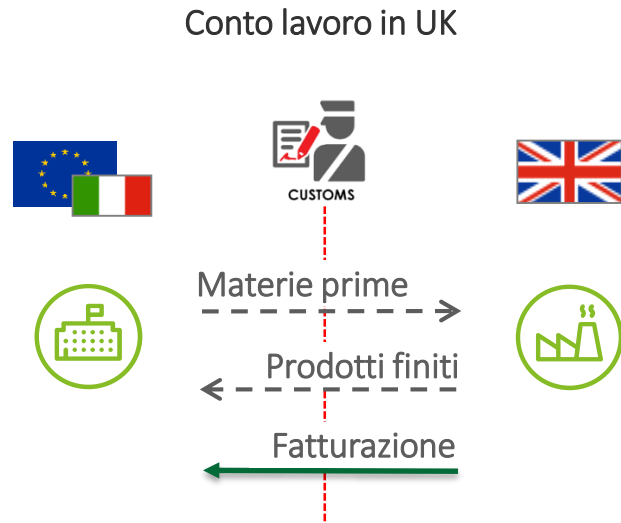 Conto lavoro in UK
CUSTOMS
Materie prime
Prodotti finiti
Fatturazione